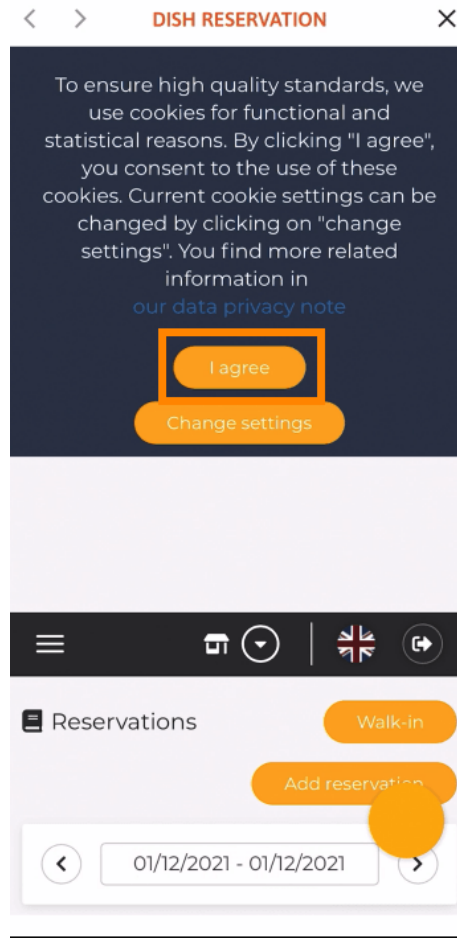 DISH RESERVATION
To ensure high quality standards, we
use cookies for functional and
statistical reasons. By clicking "I agree",
you consent to the use of these
cookies. Current cookie settings can be
changed by clicking on "change
settings". You find more related
information in
our data privacy note
I agree
Change settings
Reservations
Walk-in
Add reservation
01/12/2021 - 01/12/2021